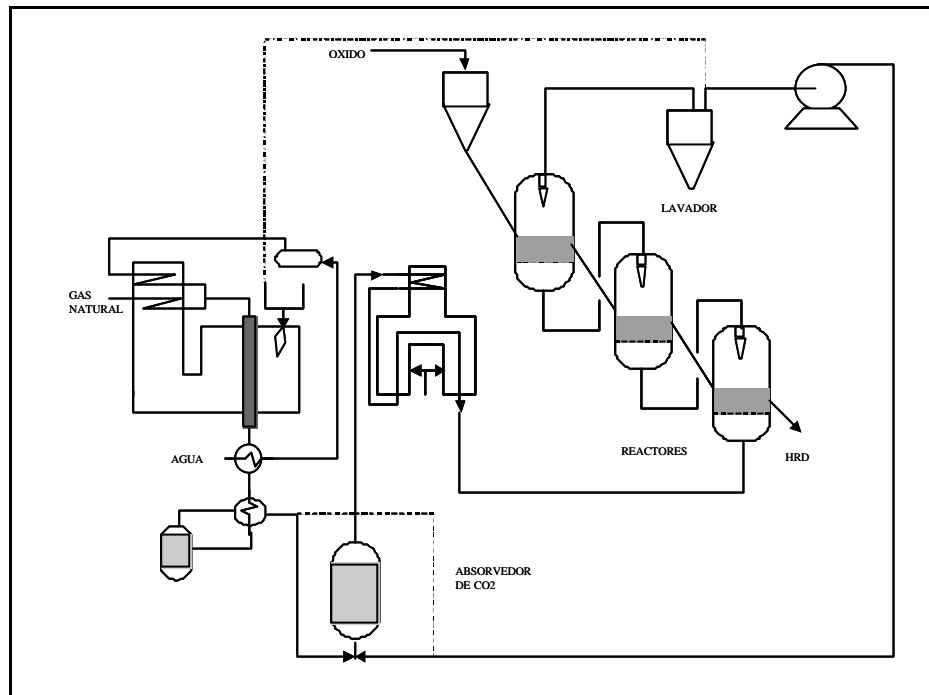 OXIDO
LAVADOR
GAS
NATURAL
AGUA
REACTORES
HRD
ABSORVEDOR
DE CO2